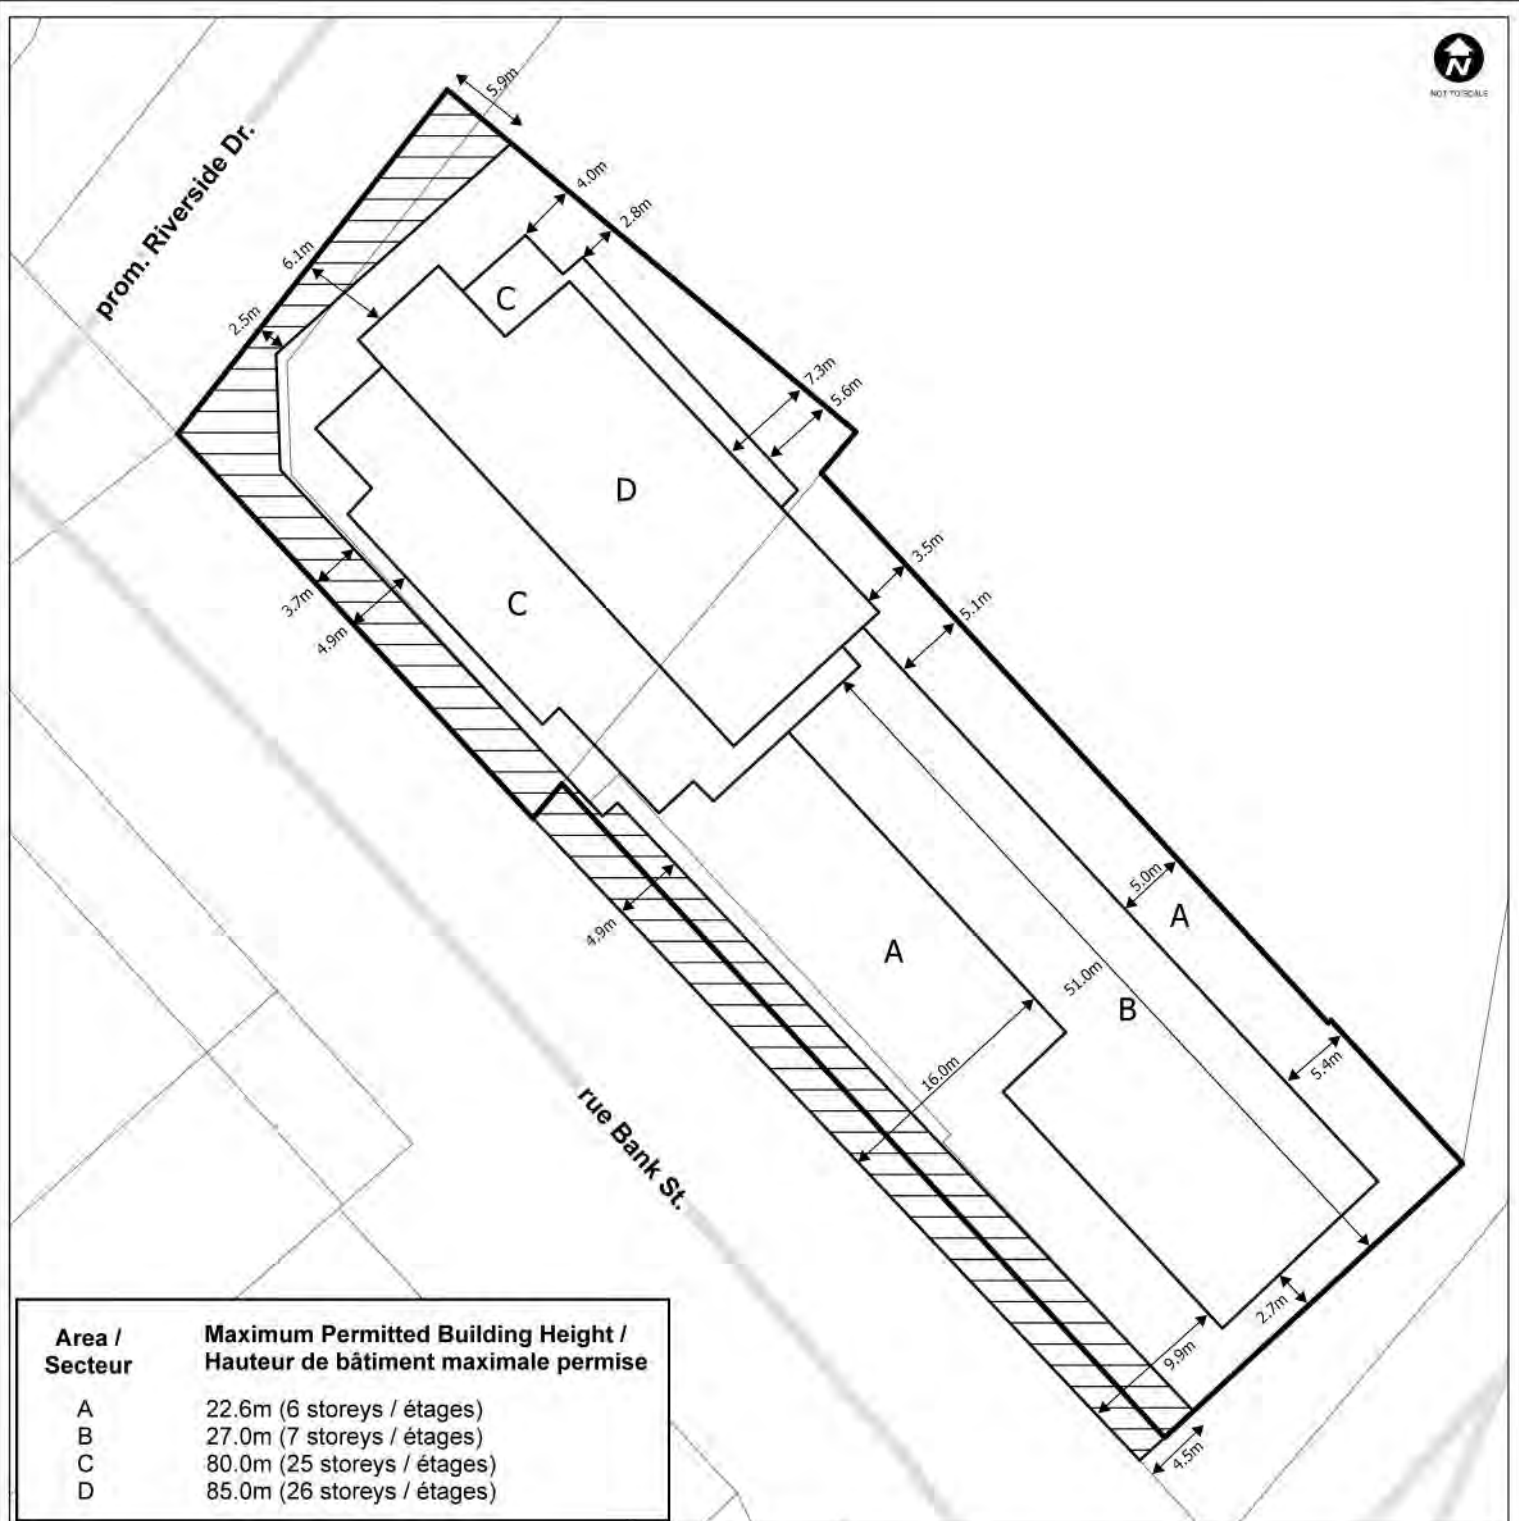 N
NOT TO SCALE
5.9m
prom. Riverside Dr.
4.0m
2.8m
6.1m
C
2.5m
7.3m
5.6m
D
3.5m
3.7m
C
5.1m
4.9m
5.0m
A
4.9m
A
51.0m
B
16.0m
5.4m
rue Bank St.
2.7m
9.9m
4.5m
Area /
Secteur
Maximum Permitted Building Height /
Hauteur de bâtiment maximale permise
A 22.6m (6 storeys / étages)
B 27.0m (7 storeys / étages)
C 80.0m (25 storeys / étages)
D 85.0m (26 storeys / étages)